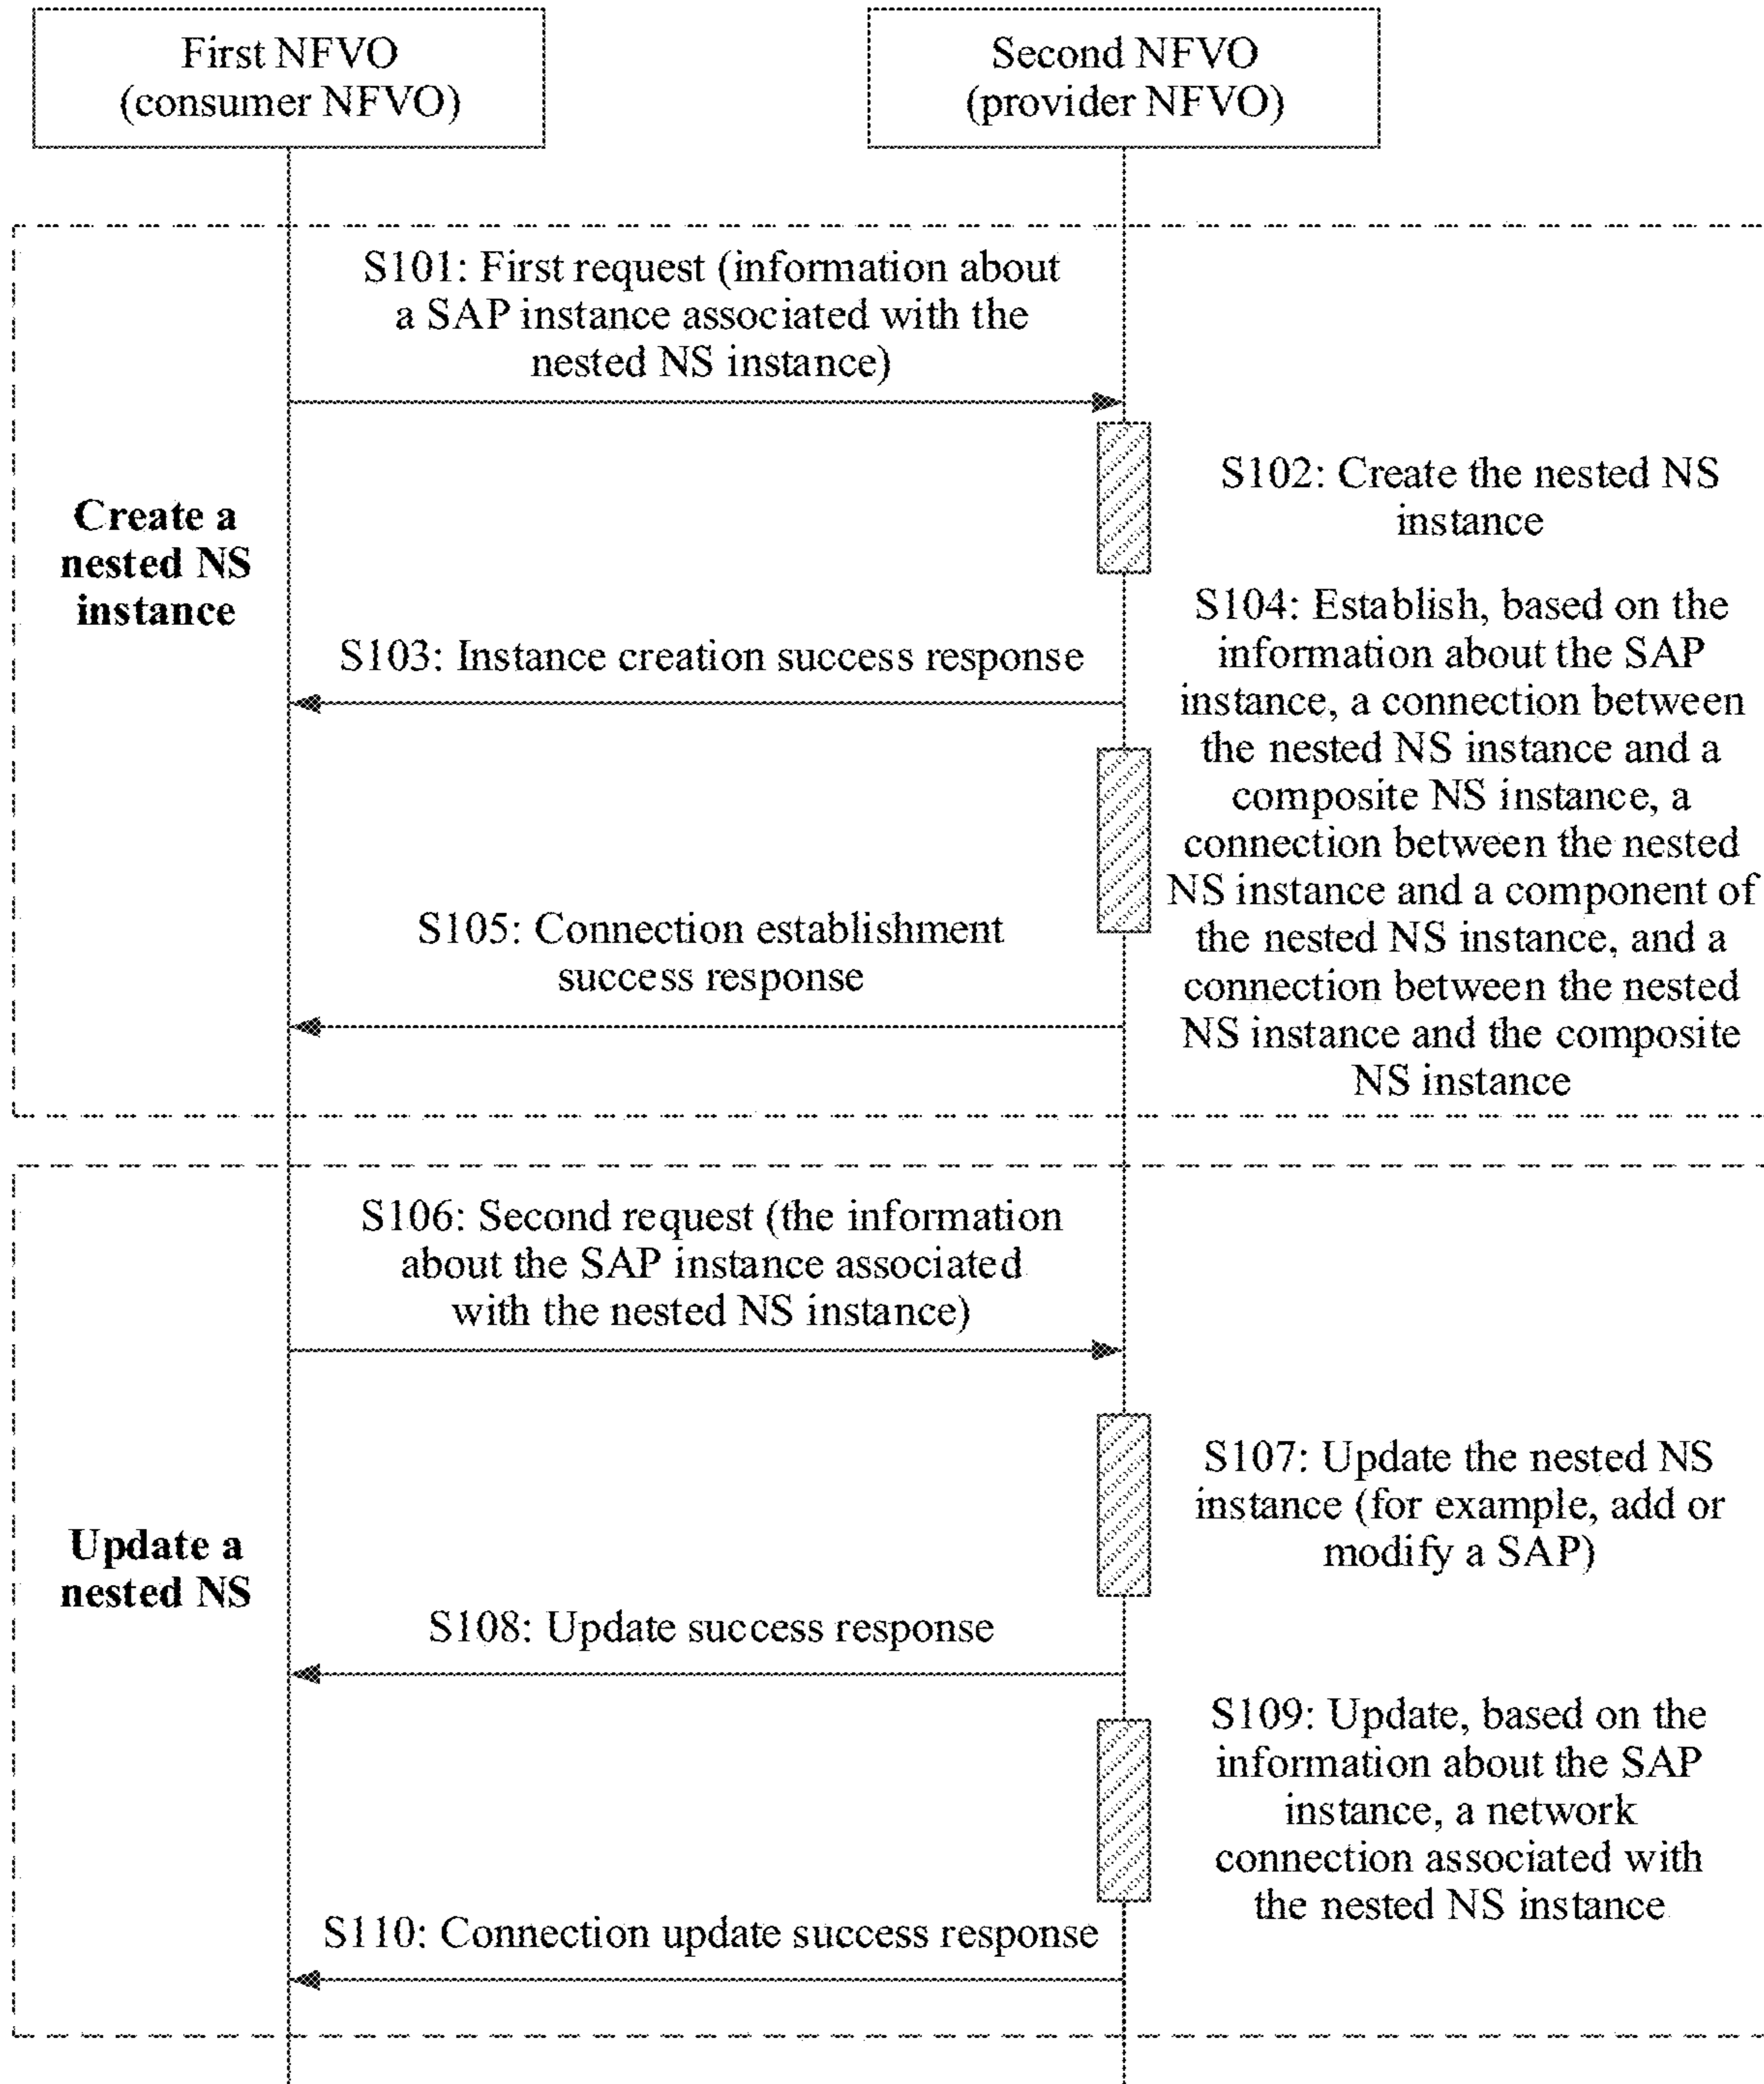 First NFVO
(consumer NFVO)
Second NFVO
(provider NFVO)
S101: First request (information about
a SAP instance associated with the
nested NS instance)
S102: Create the nested NS
instance
Create a
nested NS
instance
S103: Instance creation success response
S104: Establish, based on the
information about the SAP
instance, a connection between
the nested NS instance and a
composite NS instance, a
connection between the nested
NS instance and a component of
the nested NS instance, and a
connection between the nested
NS instance and the composite
NS instance
S105: Connection establishment
success response
S106: Second request (the information
about the SAP instance associated
with the nested NS instance)
S107: Update the nested NS
instance (for example, add or
modify a SAP)
Update a
nested NS
S108: Update success response
S109: Update, based on the
information about the SAP
instance, a network
connection associated with
the nested NS instance
S110: Connection update success response